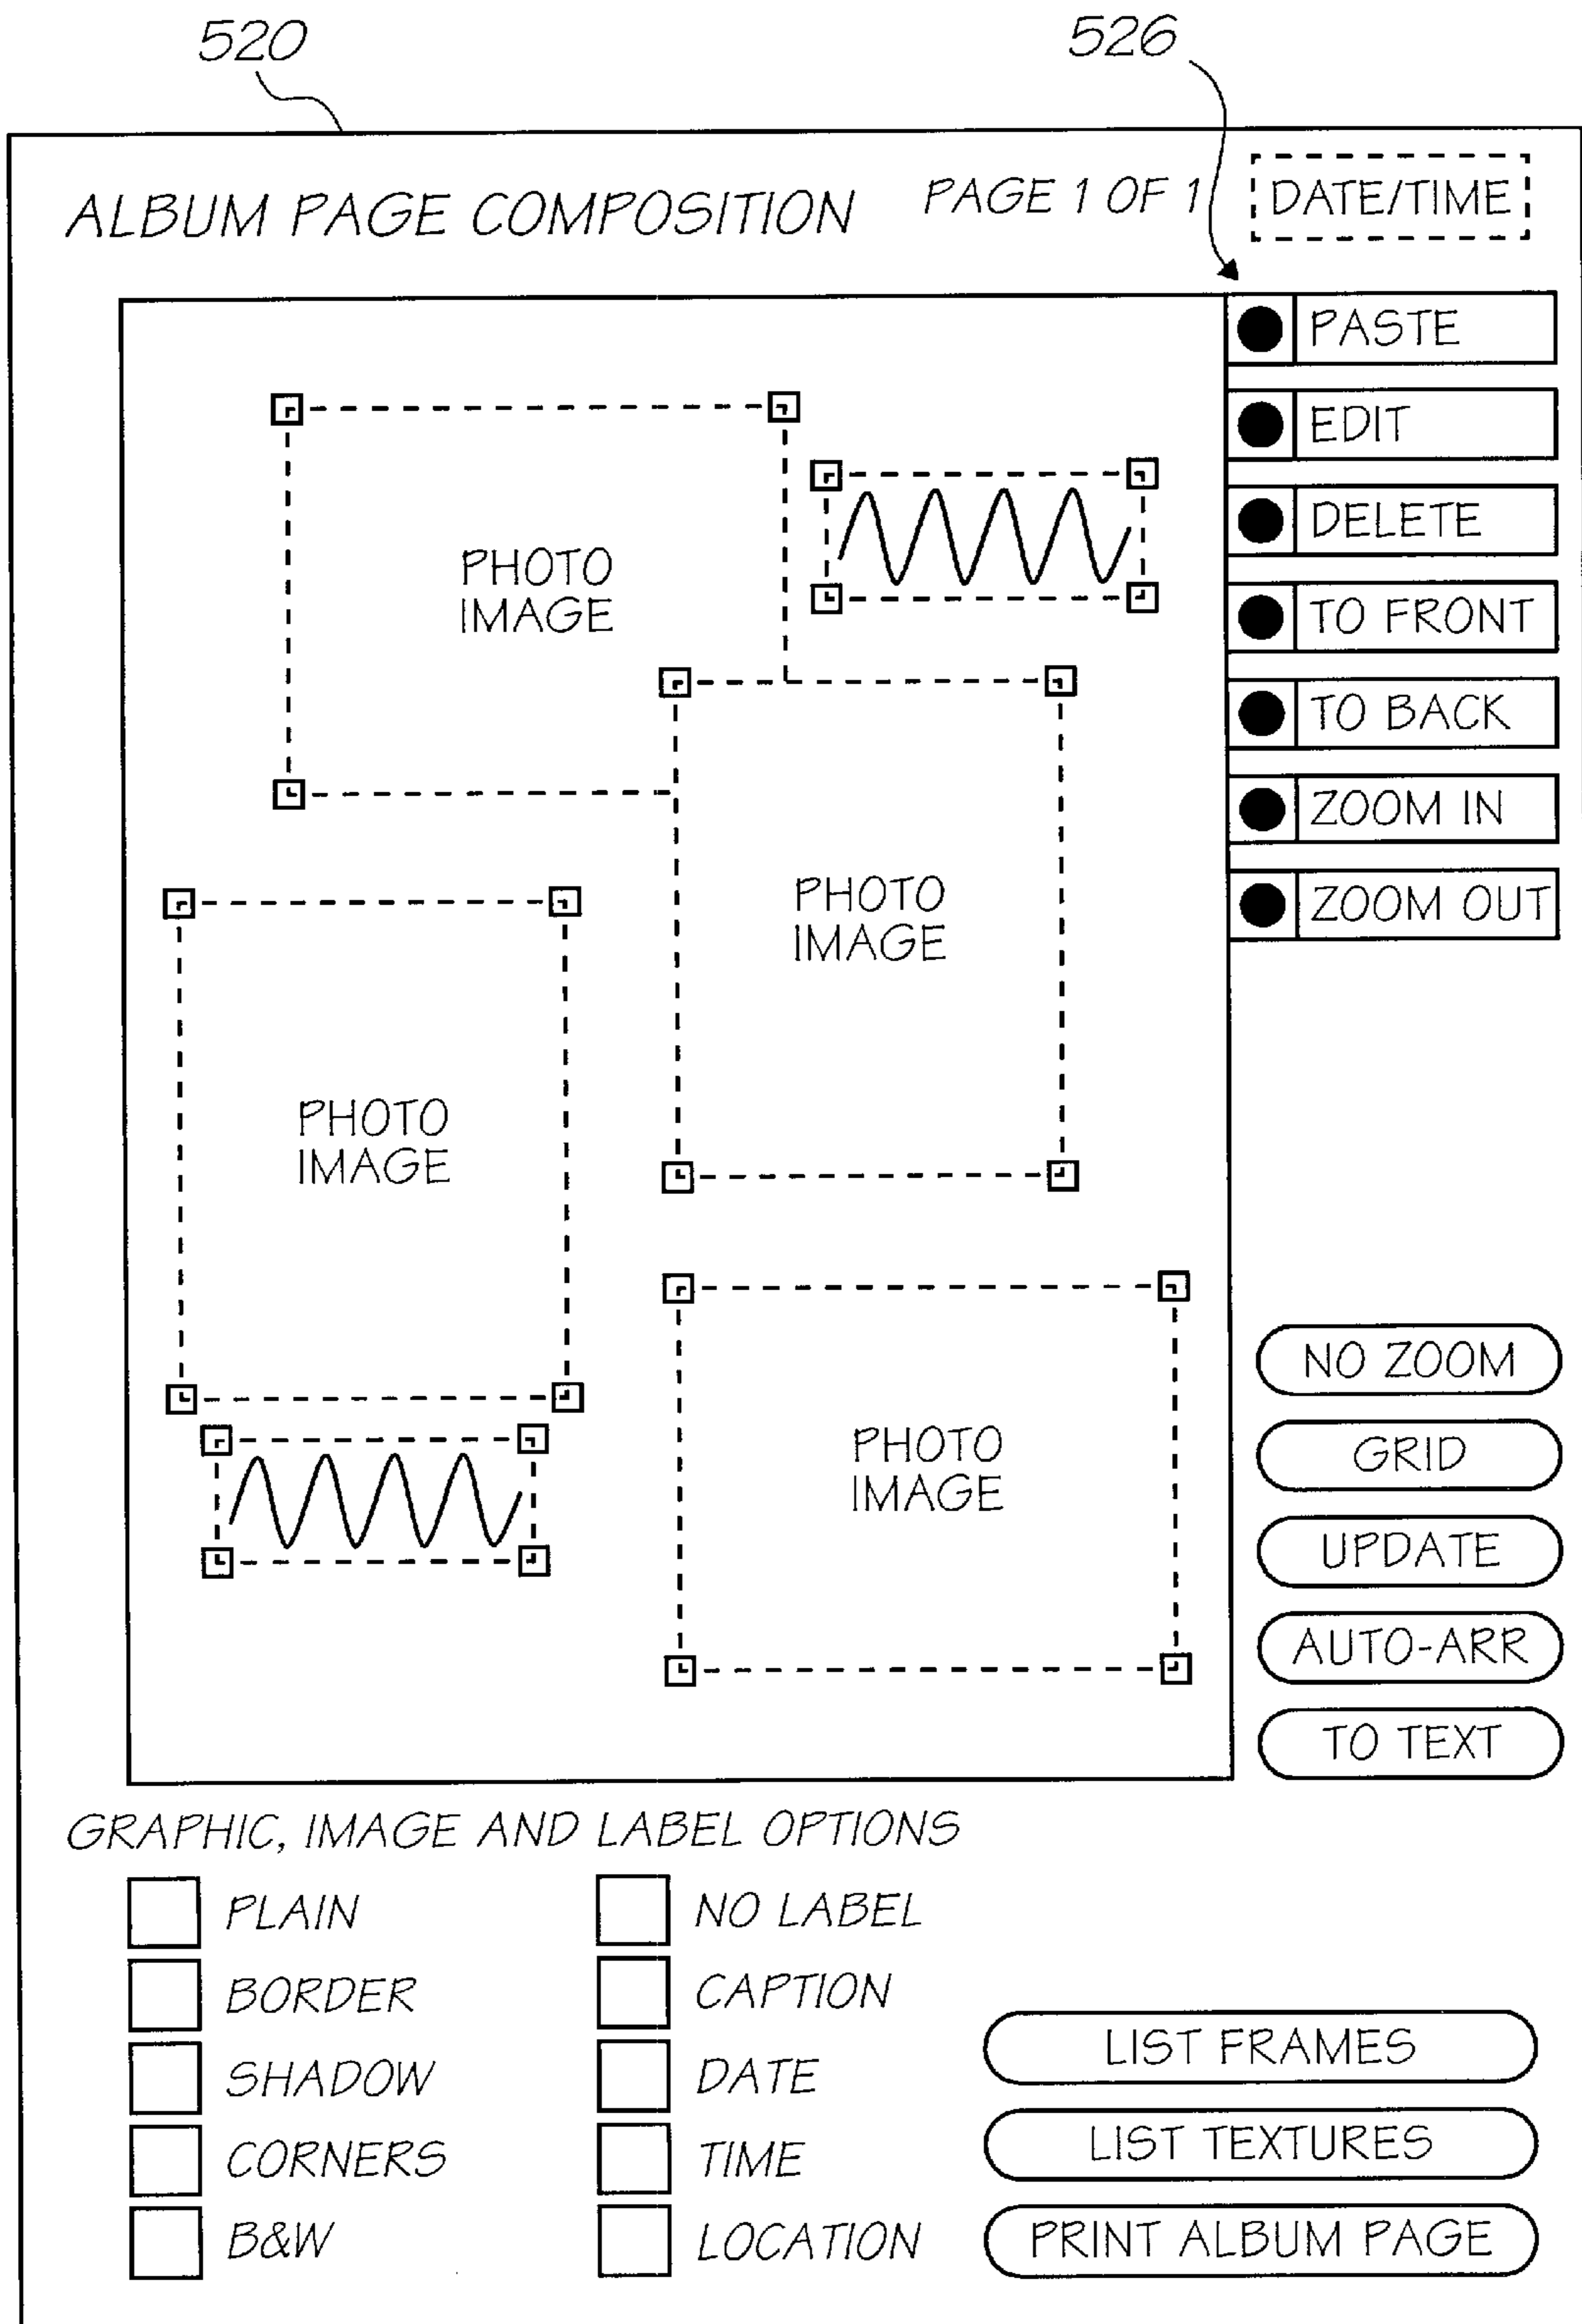 520
526
ALBUM PAGE COMPOSITION PAGE 1 OF 1 DATE/TIME
PASTE
EDIT
DELETE
TO FRONT
TO BACK
ZOOM IN
ZOOM OUT
PHOTO
IMAGE
PHOTO
IMAGE
PHOTO
IMAGE
PHOTO
IMAGE
NO ZOOM
GRID
UPDATE
AUTO-ARR
TO TEXT
GRAPHIC, IMAGE AND LABEL OPTIONS
PLAIN
BORDER
SHADOW
CORNERS
B&W
NO LABEL
CAPTION
DATE
TIME
LOCATION
LIST FRAMES
LIST TEXTURES
PRINT ALBUM PAGE